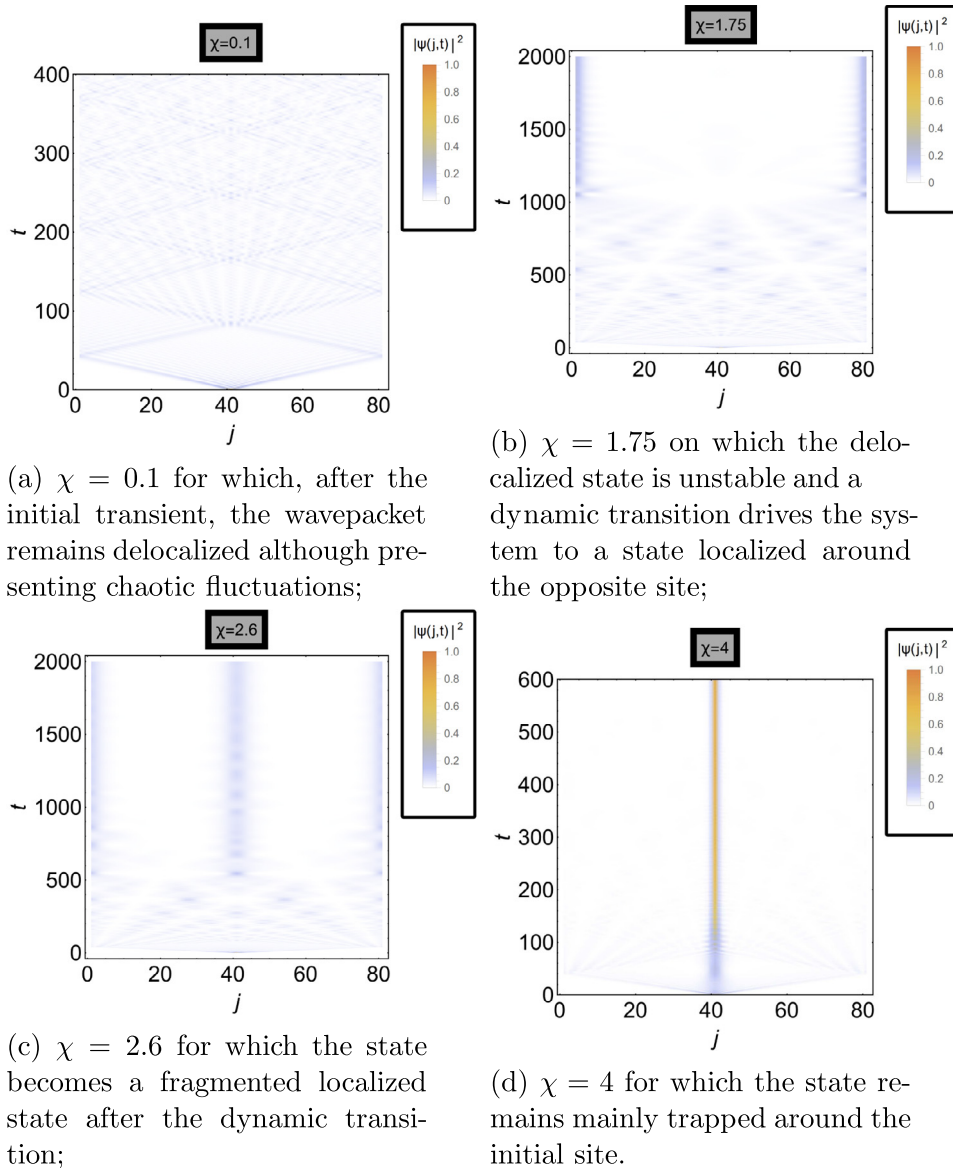 χ=0.1
|ψ(j,t)|²
1.0
0.8
0.6
0.4
0.2
0
400
300
200
100
0
t
0 20 40 60 80
j
(a) χ = 0.1 for which, after the
initial transient, the wavepacket
remains delocalized although pre-
senting chaotic fluctuations;
χ=1.75
|ψ(j,t)|²
1.0
0.8
0.6
0.4
0.2
0
2000
1500
1000
500
0
t
0 20 40 60 80
j
(b) χ = 1.75 on which the delo-
calized state is unstable and a
dynamic transition drives the sys-
tem to a state localized around
the opposite site;
χ=2.6
|ψ(j,t)|²
1.0
0.8
0.6
0.4
0.2
0
2000
1500
1000
500
0
t
0 20 40 60 80
j
(c) χ = 2.6 for which the state
becomes a fragmented localized
state after the dynamic transi-
tion;
χ=4
|ψ(j,t)|²
1.0
0.8
0.6
0.4
0.2
0
600
500
400
300
200
100
0
t
0 20 40 60 80
j
(d) χ = 4 for which the state re-
mains mainly trapped around the
initial site.